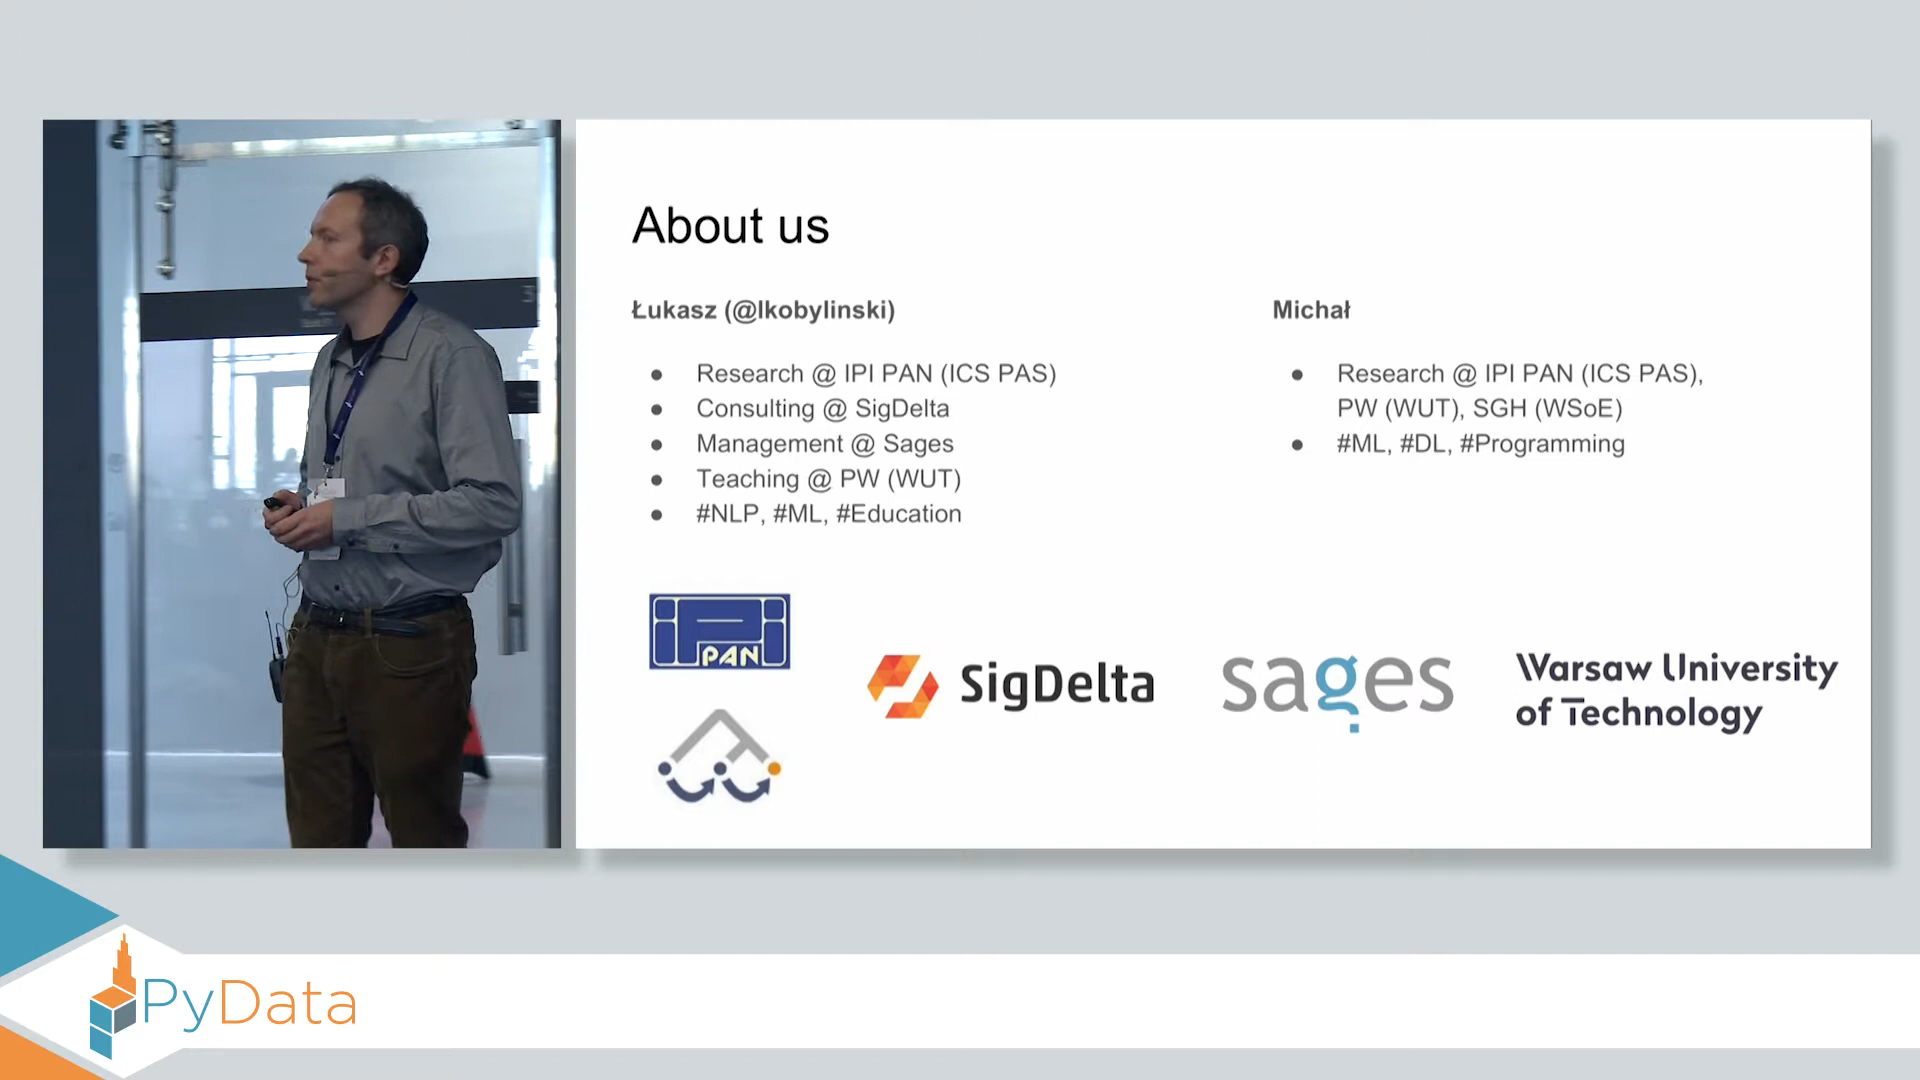 About us
Łukasz (@lkobylinski)
● Research @ IPI PAN (ICS PAS)
● Consulting @ SigDelta
● Management @ Sages
● Teaching @ PW (WUT)
● #NLP, #ML, #Education
Michał
● Research @ IPI PAN (ICS PAS),
PW (WUT), SGH (WSoE)
● #ML, #DL, #Programming
iPi
PAN
SigDelta
sages
Warsaw University
of Technology
PyData